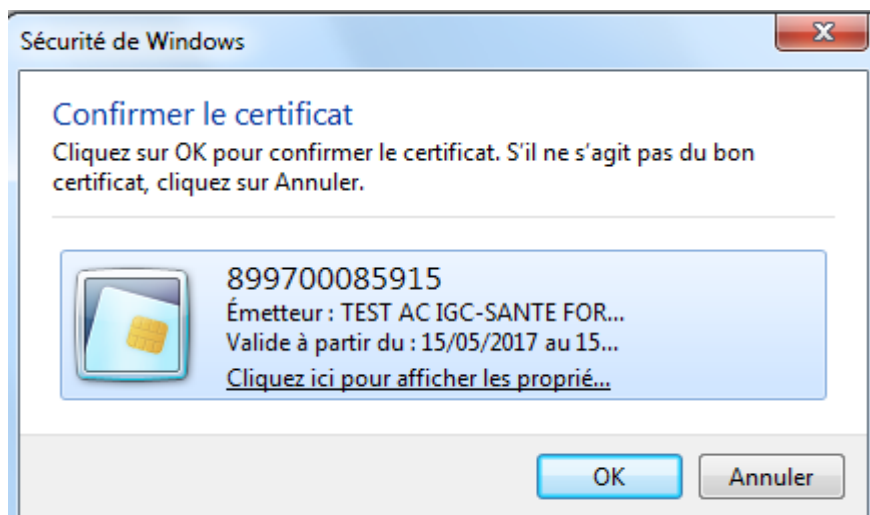 Sécurité de Windows
Confirmer le certificat
Cliquez sur OK pour confirmer le certificat. S'il ne s'agit pas du bon
certificat, cliquez sur Annuler.
899700085915
Émetteur : TEST AC IGC-SANTE FOR...
Valide à partir du : 15/05/2017 au 15...
Cliquez ici pour afficher les proprié...
OK Annuler